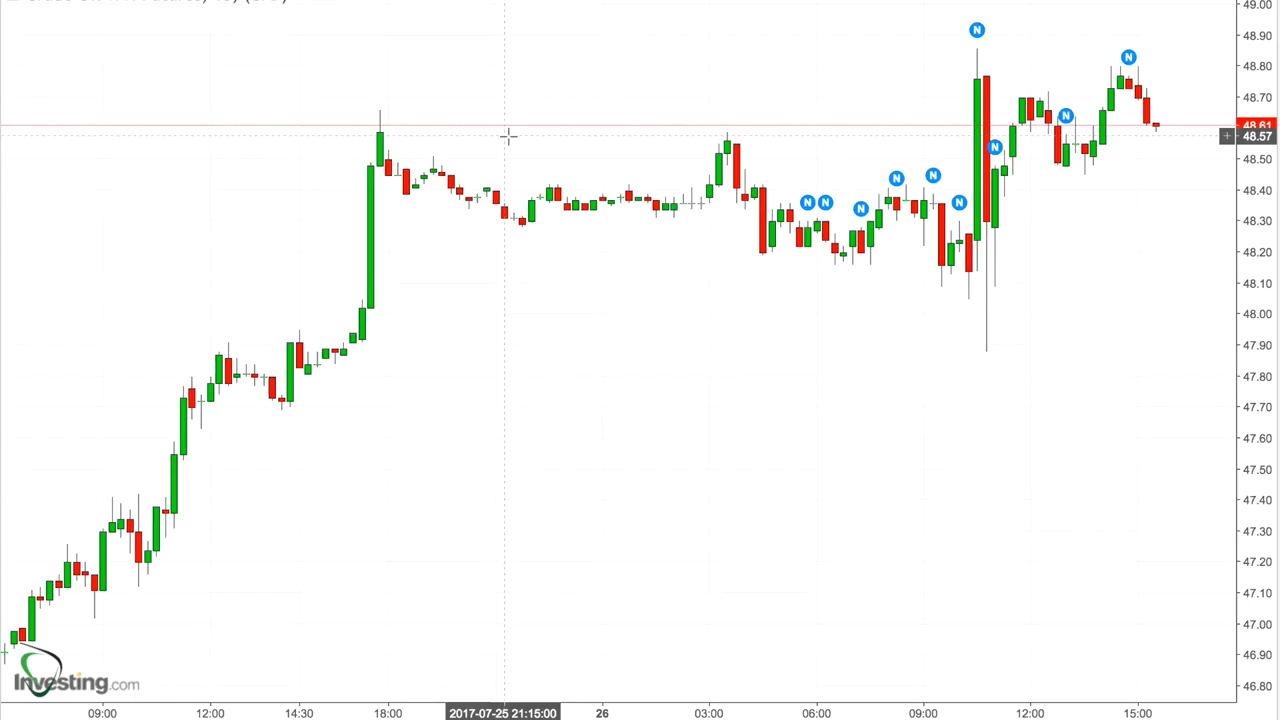 49.00
48.90
48.80
48.70
48.61
48.57
48.50
48.40
48.30
48.20
48.10
48.00
47.90
47.80
47.70
47.60
47.50
47.40
47.30
47.20
47.10
47.00
46.90
46.80
N
N
N
N
N
N
N N
N
N
N
Investing.com
09:00 12:00 14:30 18:00 2017-07-25 21:15:00 26 03:00 06:00 09:00 12:00 15:00